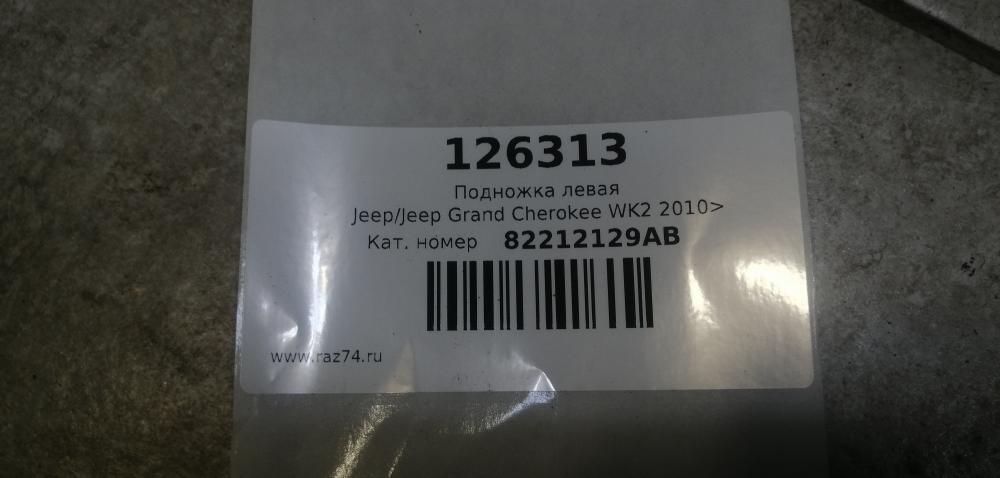 126313
Подножка левая
Jeep/Jeep Grand Cherokee WK2 2010>
Кат. номер 82212129AB
www.raz74.ru